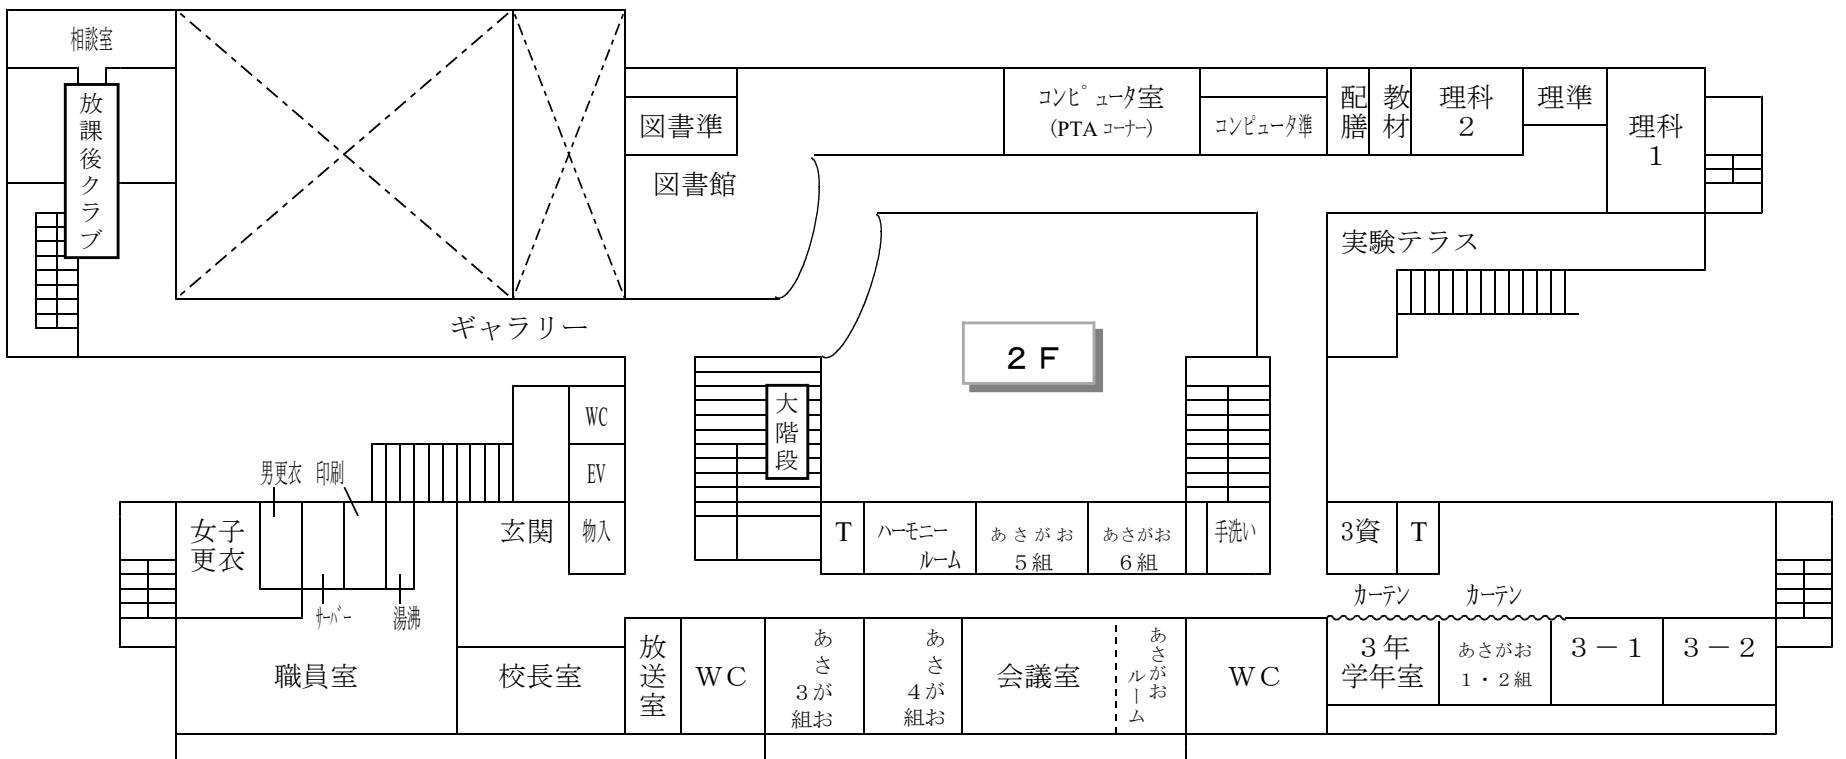 相談室
放課後クラブ
図書準
図書館
コンピュータ室
(PTA コーナー)
コンピュータ準
配膳
教材
理科
2
理準
理科
1
実験テラス
ギャラリー
2F
大階段
WC
EV
物入
男更衣
印刷
女子
更衣
サーバー
湯沸
玄関
T
ハーモニー
ルーム
あさがお
5組
あさがお
6組
手洗い
3資
T
カーテン
カーテン
職員室
校長室
放送室
WC
あさがお
3組
あさがお
4組
会議室
あさがお
ルーム
WC
3年
学年室
あさがお
1・2組
3-1
3-2